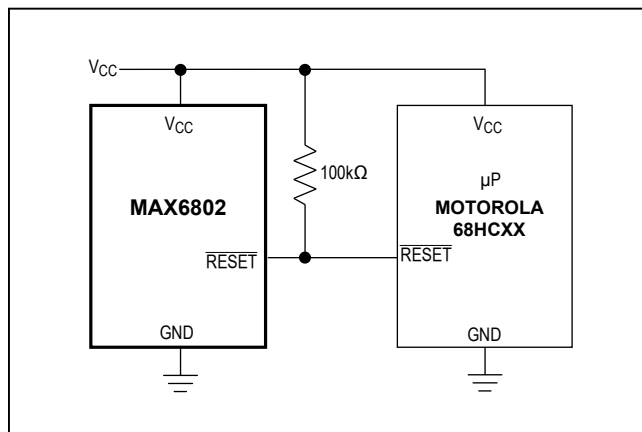 VCC
VCC
MAX6802
RESET
GND
100kΩ
VCC
µP
MOTOROLA
68HCXX
RESET
GND